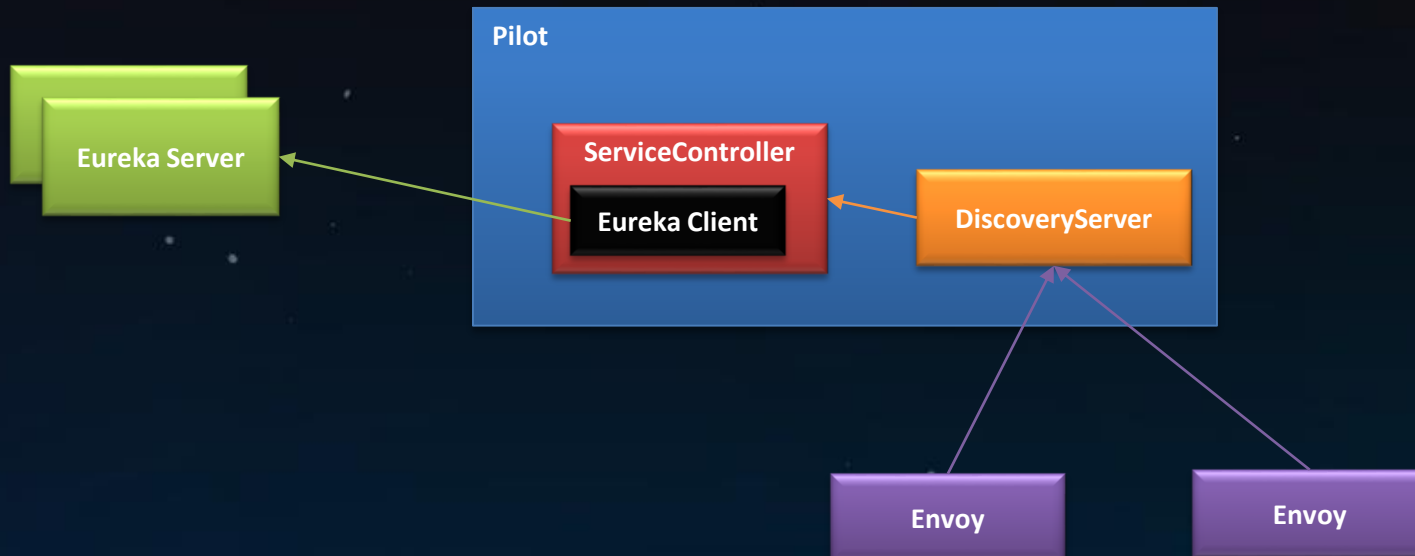 Pilot
Eureka Server
ServiceController
Eureka Client
DiscoveryServer
Envoy
Envoy